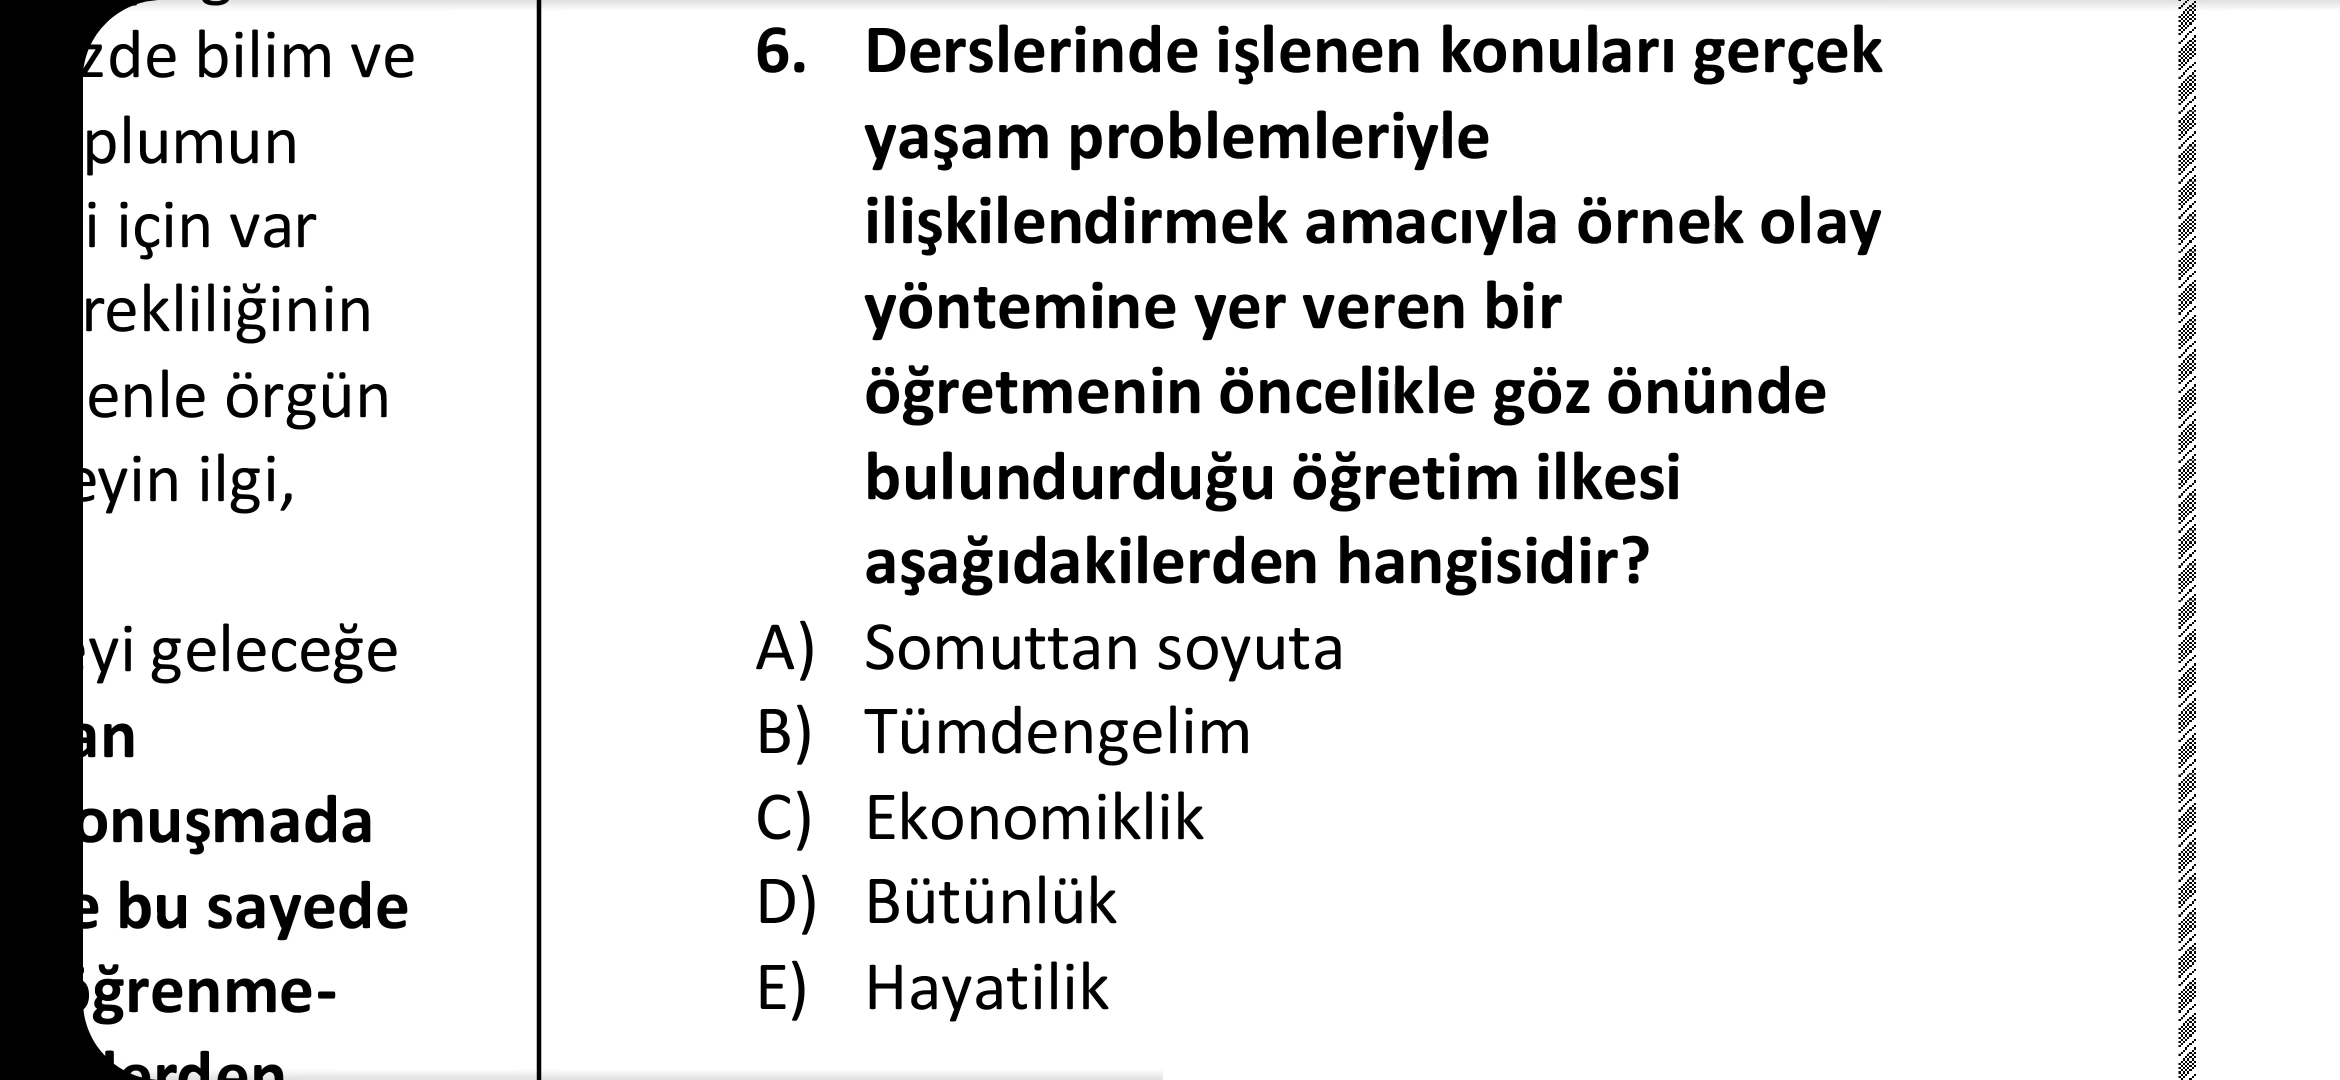 zde bilim ve
plumun
i için var
rekliliğinin
enle örgün
eyin ilgi,
yi geleceğe
an
onuşmada
e bu sayede
ğrenme-
lerden
6. Derslerinde işlenen konuları gerçek
yaşam problemleriyle
ilişkilendirmek amacıyla örnek olay
yöntemine yer veren bir
öğretmenin öncelikle göz önünde
bulundurduğu öğretim ilkesi
aşağıdakilerden hangisidir?
A) Somuttan soyuta
B) Tümdengelim
C) Ekonomiklik
D) Bütünlük
E) Hayatilik